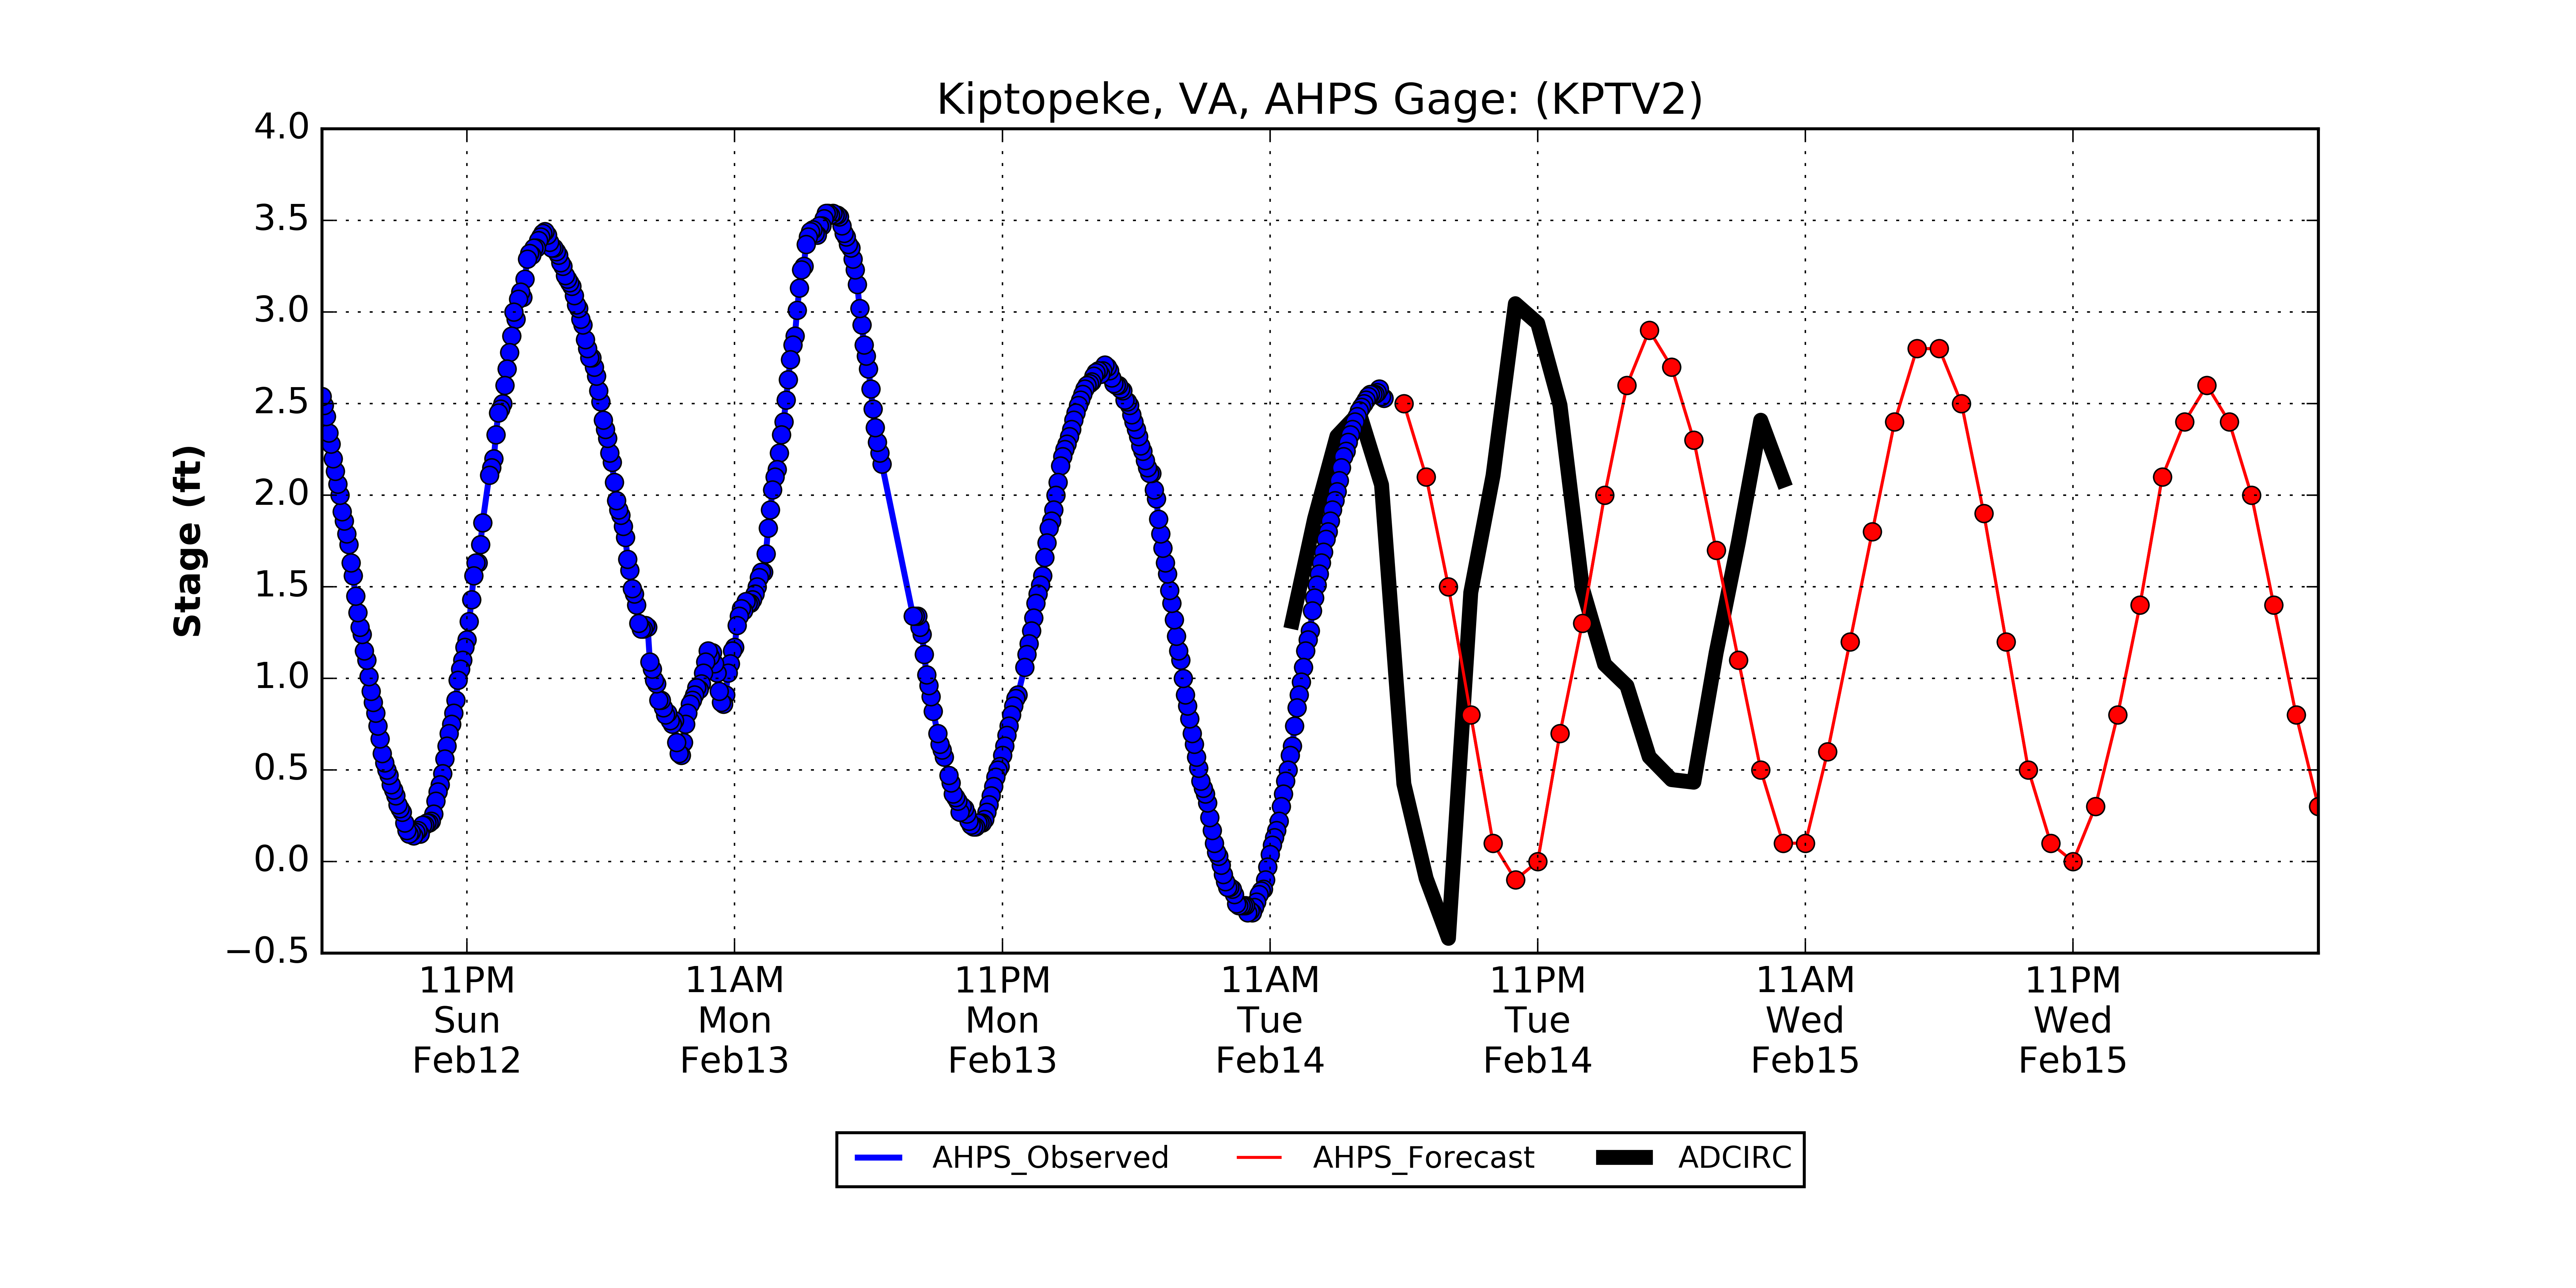 Kiptopeke, VA, AHPS Gage: (KPTV2)
Stage (ft)
4.0
3.5
3.0
2.5
2.0
1.5
1.0
0.5
0.0
−0.5
11PM 11AM 11PM 11AM 11PM 11AM 11PM
Sun Mon Mon Tue Tue Wed Wed
Feb12 Feb13 Feb13 Feb14 Feb14 Feb15 Feb15
AHPS_Observed AHPS_Forecast ADCIRC